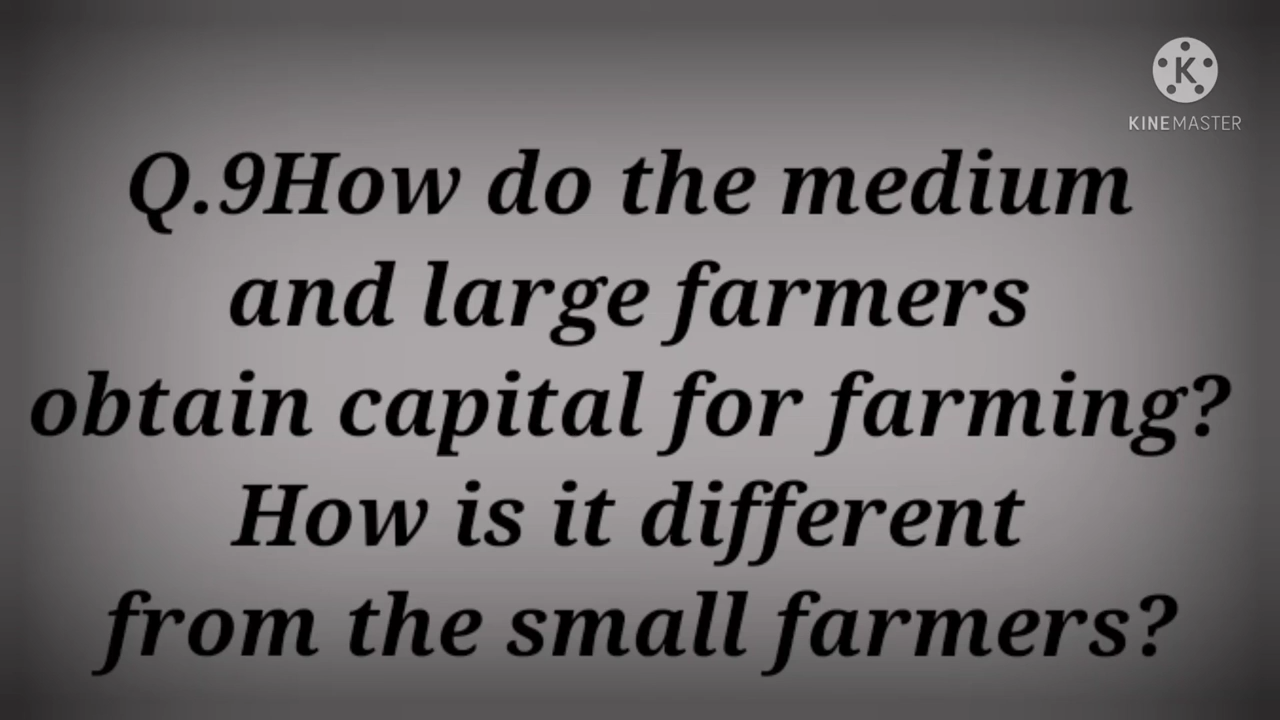 KINEMASTER
Q.9How do the medium
and large farmers
obtain capital for farming?
How is it different
from the small farmers?